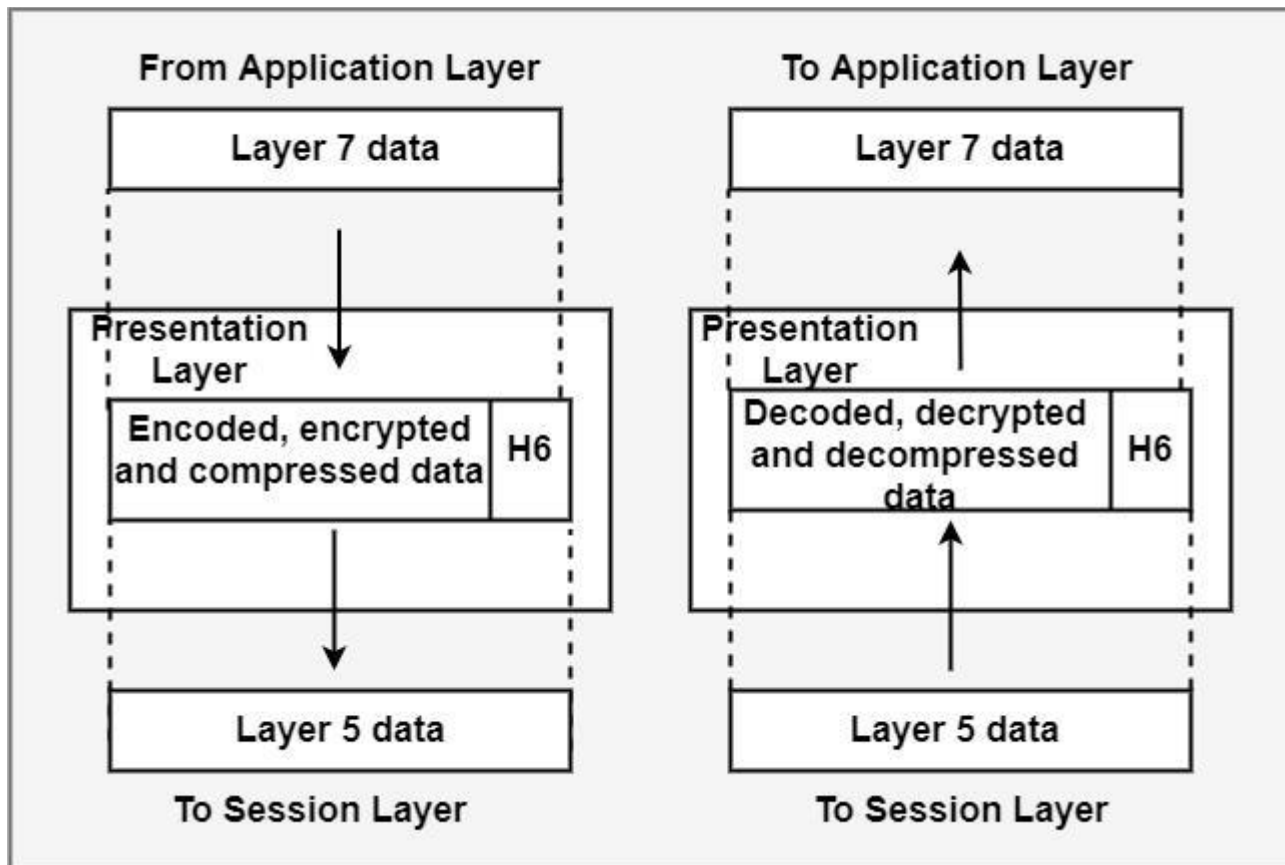 From Application Layer
Layer 7 data
Presentation
Layer
Encoded, encrypted
and compressed data
H6
Layer 5 data
To Session Layer
To Application Layer
Layer 7 data
Presentation
Layer
Decoded, decrypted
and decompressed
data
H6
Layer 5 data
To Session Layer